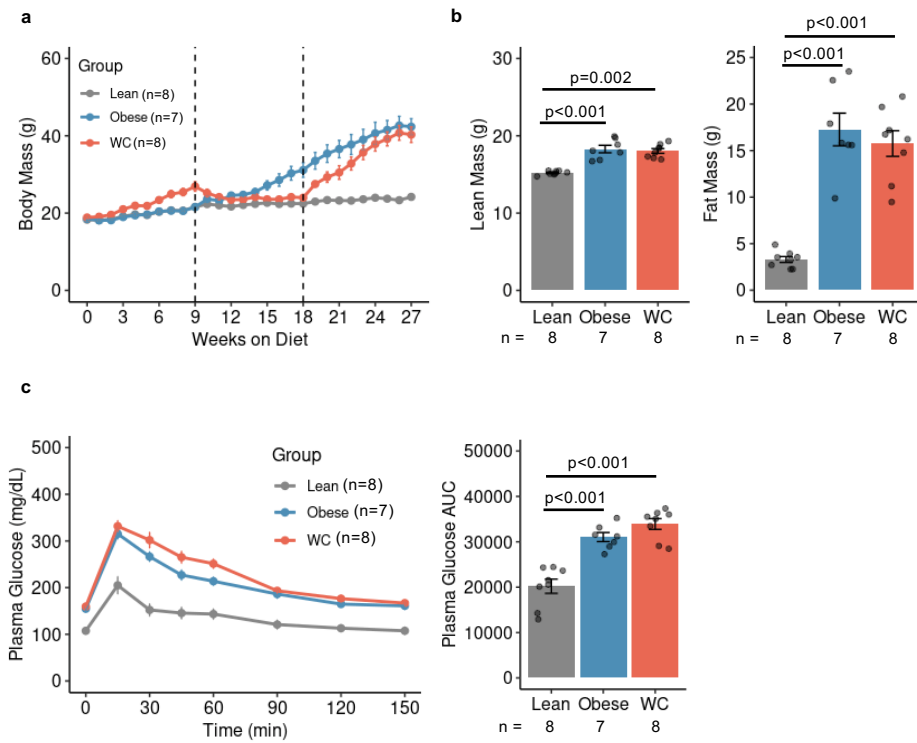 a
60
40
20
0
Body Mass (g)
Group
Lean (n=8)
Obese (n=7)
WC (n=8)
0 3 6 9 12 15 18 21 24 27
Weeks on Diet
b
30
20
10
0
Lean Mass (g)
p=0.002
p<0.001
Lean Obese WC
n = 8 7 8
25
20
15
10
5
0
Fat Mass (g)
p<0.001
p<0.001
Lean Obese WC
n = 8 7 8
c
500
400
300
200
100
0
Plasma Glucose (mg/dL)
Group
Lean (n=8)
Obese (n=7)
WC (n=8)
0 30 60 90 120 150
Time (min)
50000
40000
30000
20000
10000
0
Plasma Glucose AUC
p<0.001
p<0.001
Lean Obese WC
n = 8 7 8